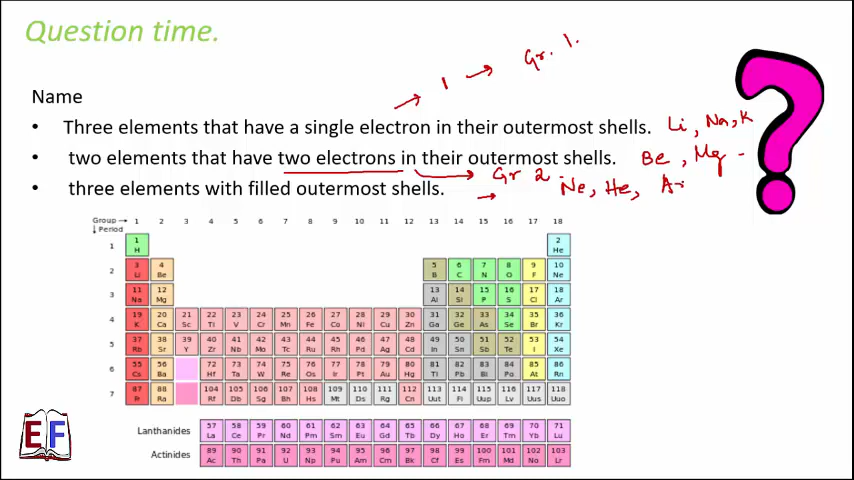 Question time.
→ 1 → Gr. 1.
Name
• Three elements that have a single electron in their outermost shells. Li, Na, K
• two elements that have two electrons in their outermost shells. Be, Mg -
→ Gr 2.
• three elements with filled outermost shells. → Ne, He, Ar
Group → 1 2 3 4 5 6 7 8 9 10 11 12 13 14 15 16 17 18
↓ Period
1 1 H 2 He
2 3 Li 4 Be 5 B 6 C 7 N 8 O 9 F 10 Ne
3 11 Na 12 Mg 13 Al 14 Si 15 P 16 S 17 Cl 18 Ar
4 19 K 20 Ca 21 Sc 22 Ti 23 V 24 Cr 25 Mn 26 Fe 27 Co 28 Ni 29 Cu 30 Zn 31 Ga 32 Ge 33 As 34 Se 35 Br 36 Kr
5 37 Rb 38 Sr 39 Y 40 Zr 41 Nb 42 Mo 43 Tc 44 Ru 45 Rh 46 Pd 47 Ag 48 Cd 49 In 50 Sn 51 Sb 52 Te 53 I 54 Xe
6 55 Cs 56 Ba 72 Hf 73 Ta 74 W 75 Re 76 Os 77 Ir 78 Pt 79 Au 80 Hg 81 Tl 82 Pb 83 Bi 84 Po 85 At 86 Rn
7 87 Fr 88 Ra 104 Rf 105 Db 106 Sg 107 Bh 108 Hs 109 Mt 110 Ds 111 Rg 112 Cn 113 Uut 114 Fl 115 Uup 116 Lv 117 Uus 118 Uuo
Lanthanides 57 La 58 Ce 59 Pr 60 Nd 61 Pm 62 Sm 63 Eu 64 Gd 65 Tb 66 Dy 67 Ho 68 Er 69 Tm 70 Yb 71 Lu
Actinides 89 Ac 90 Th 91 Pa 92 U 93 Np 94 Pu 95 Am 96 Cm 97 Bk 98 Cf 99 Es 100 Fm 101 Md 102 No 103 Lr
EF